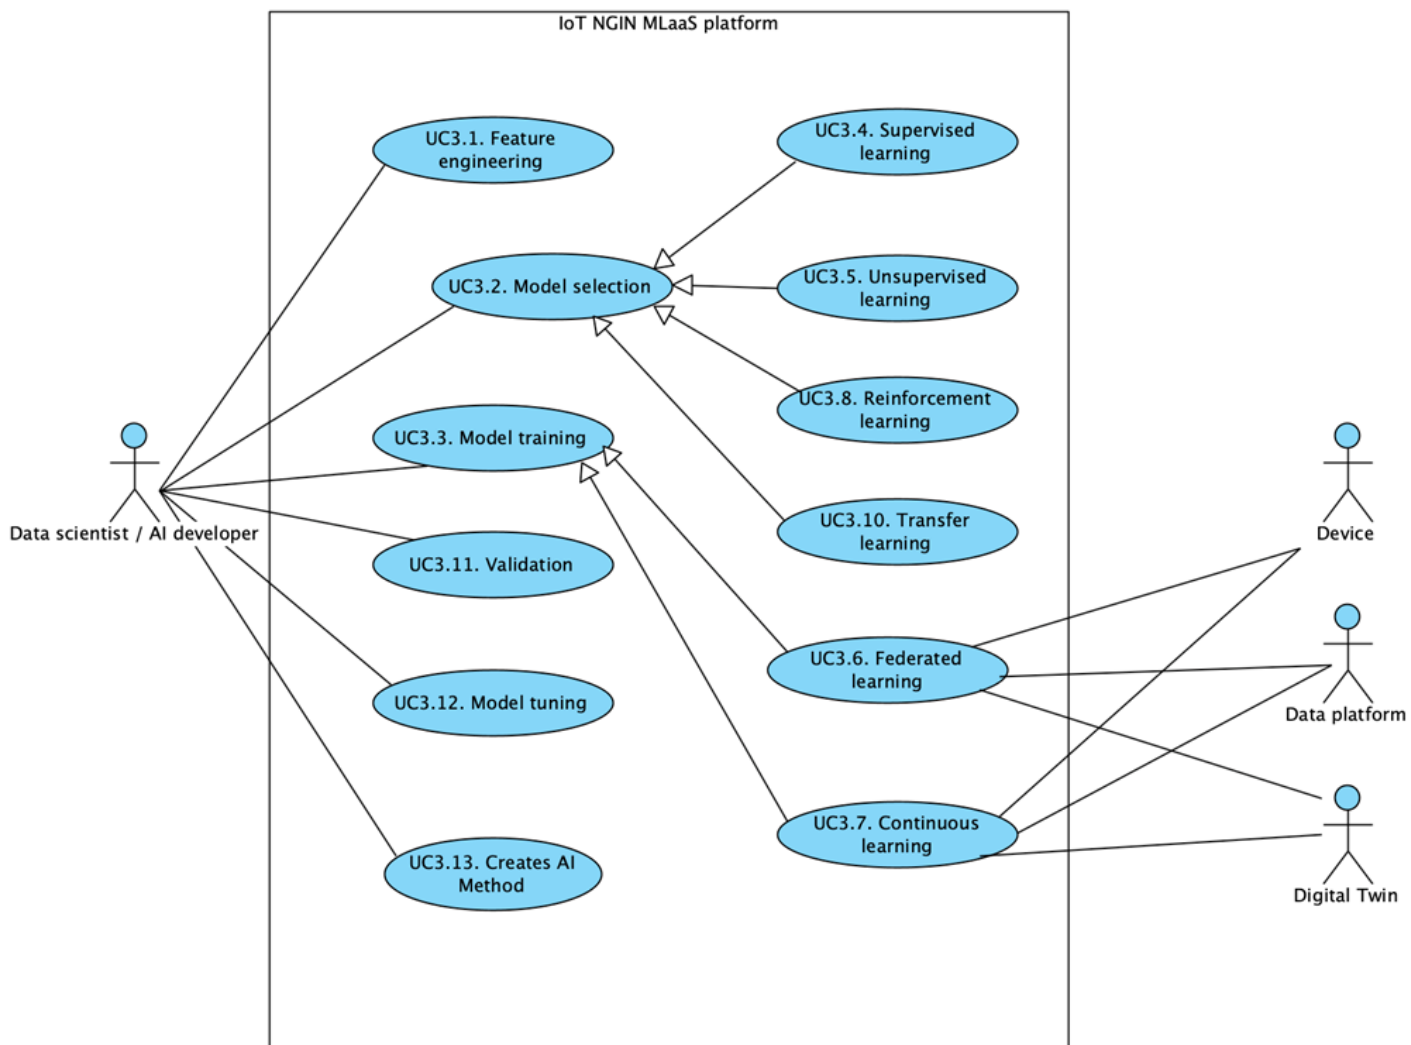 IoT NGIN MLaaS platform
UC3.1. Feature
engineering
UC3.4. Supervised
learning
UC3.2. Model selection
UC3.5. Unsupervised
learning
UC3.8. Reinforcement
learning
UC3.3. Model training
Data scientist / AI developer
UC3.10. Transfer
learning
Device
UC3.11. Validation
UC3.6. Federated
learning
UC3.12. Model tuning
Data platform
UC3.7. Continuous
learning
UC3.13. Creates AI
Method
Digital Twin